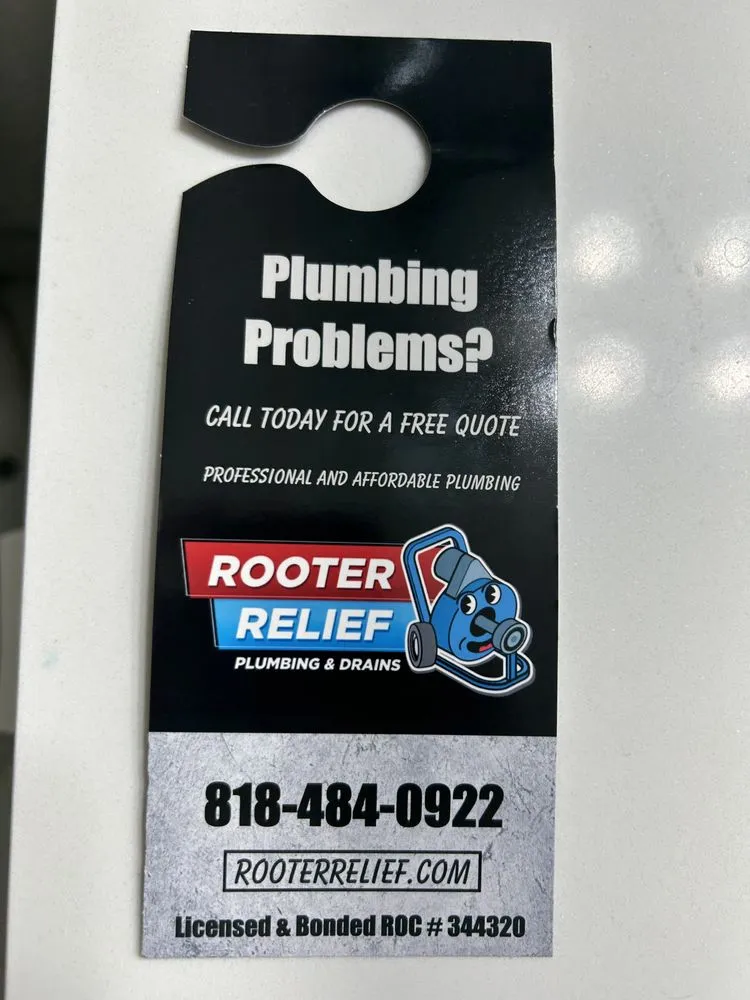 Plumbing
Problems?
CALL TODAY FOR A FREE QUOTE
PROFESSIONAL AND AFFORDABLE PLUMBING
ROOTER
RELIEF
PLUMBING & DRAINS
818-484-0922
ROOTERRELIEF.COM
Licensed & Bonded ROC # 344320